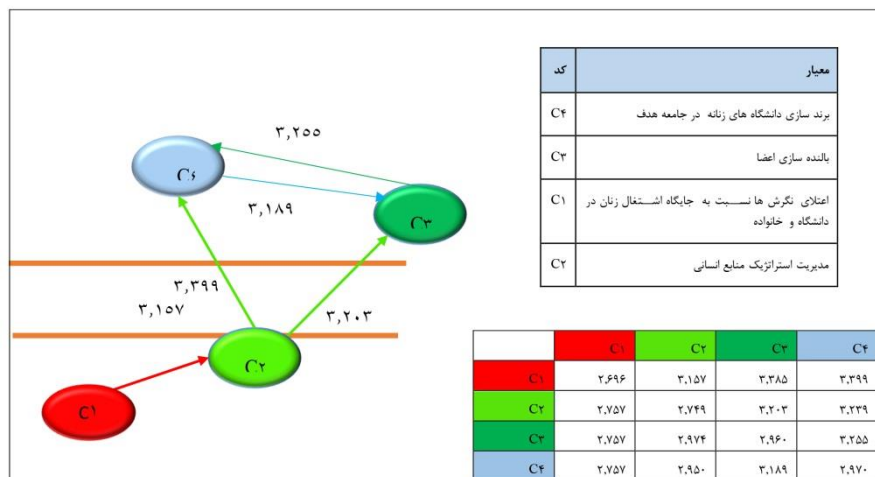 معیار کد
برند سازی دانشگاه های زنانه در جامعه هدف C۴
بالنده سازی اعضا C۳
اعتلای نگرش ها نسبت به جایگاه اشتغال زنان در C۱
دانشگاه و خانواده
مدیریت استراتژیک منابع انسانی C۲
۳,۲۵۵
C۶
۳,۱۸۹
C۳
۳,۳۹۹
۳,۱۵۷
۳,۲۰۳
C۲
C۱
C۱ C۲ C۳ C۴
C۱ ۲,۶۹۶ ۳,۱۵۷ ۳,۳۸۵ ۳,۳۹۹
C۲ ۲,۷۵۷ ۲,۷۴۹ ۳,۲۰۳ ۳,۲۳۹
C۳ ۲,۷۵۷ ۲,۹۷۴ ۲,۹۶۰ ۳,۲۵۵
C۴ ۲,۷۵۷ ۲,۹۵۰ ۳,۱۸۹ ۲,۹۷۰